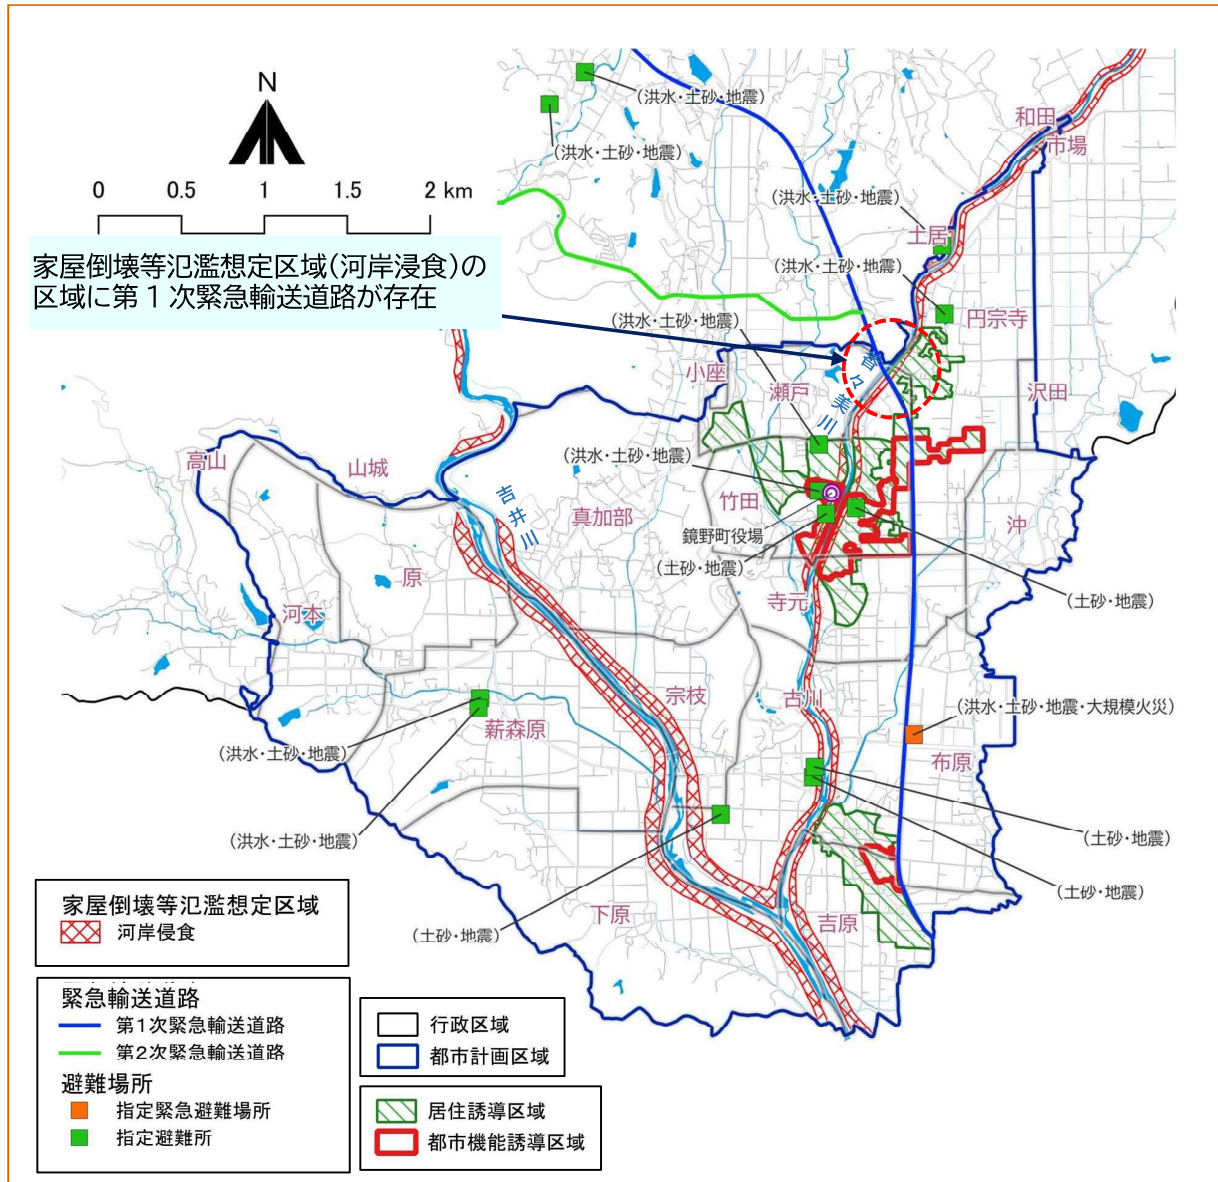 N
0 0.5 1 1.5 2 km
家屋倒壊等氾濫想定区域(河岸浸食)の
区域に第1次緊急輸送道路が存在
(洪水・土砂・地震)
(洪水・土砂・地震)
和田
市場
(洪水・土砂・地震)
土居
(洪水・土砂・地震)
(洪水・土砂・地震)
円宗寺
小座
瀬戸
香々美川
沢田
高山
山城
(洪水・土砂・地震)
吉井川
真加部
竹田
鏡野町役場
沖
(土砂・地震)
原
寺元
(土砂・地震)
河本
宗枝
古川
(洪水・土砂・地震・大規模火災)
薪森原
(洪水・土砂・地震)
布原
(洪水・土砂・地震)
(土砂・地震)
(土砂・地震)
下原
吉原
(土砂・地震)
家屋倒壊等氾濫想定区域
河岸侵食
緊急輸送道路
第1次緊急輸送道路
第2次緊急輸送道路
避難場所
指定緊急避難場所
指定避難所
行政区域
都市計画区域
居住誘導区域
都市機能誘導区域